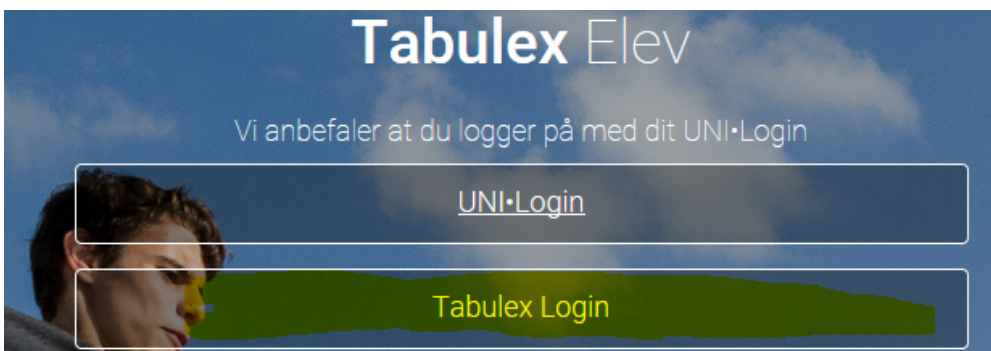 Tabulex Elev
Vi anbefaler at du logger på med dit UNI•Login
UNI•Login
Tabulex Login